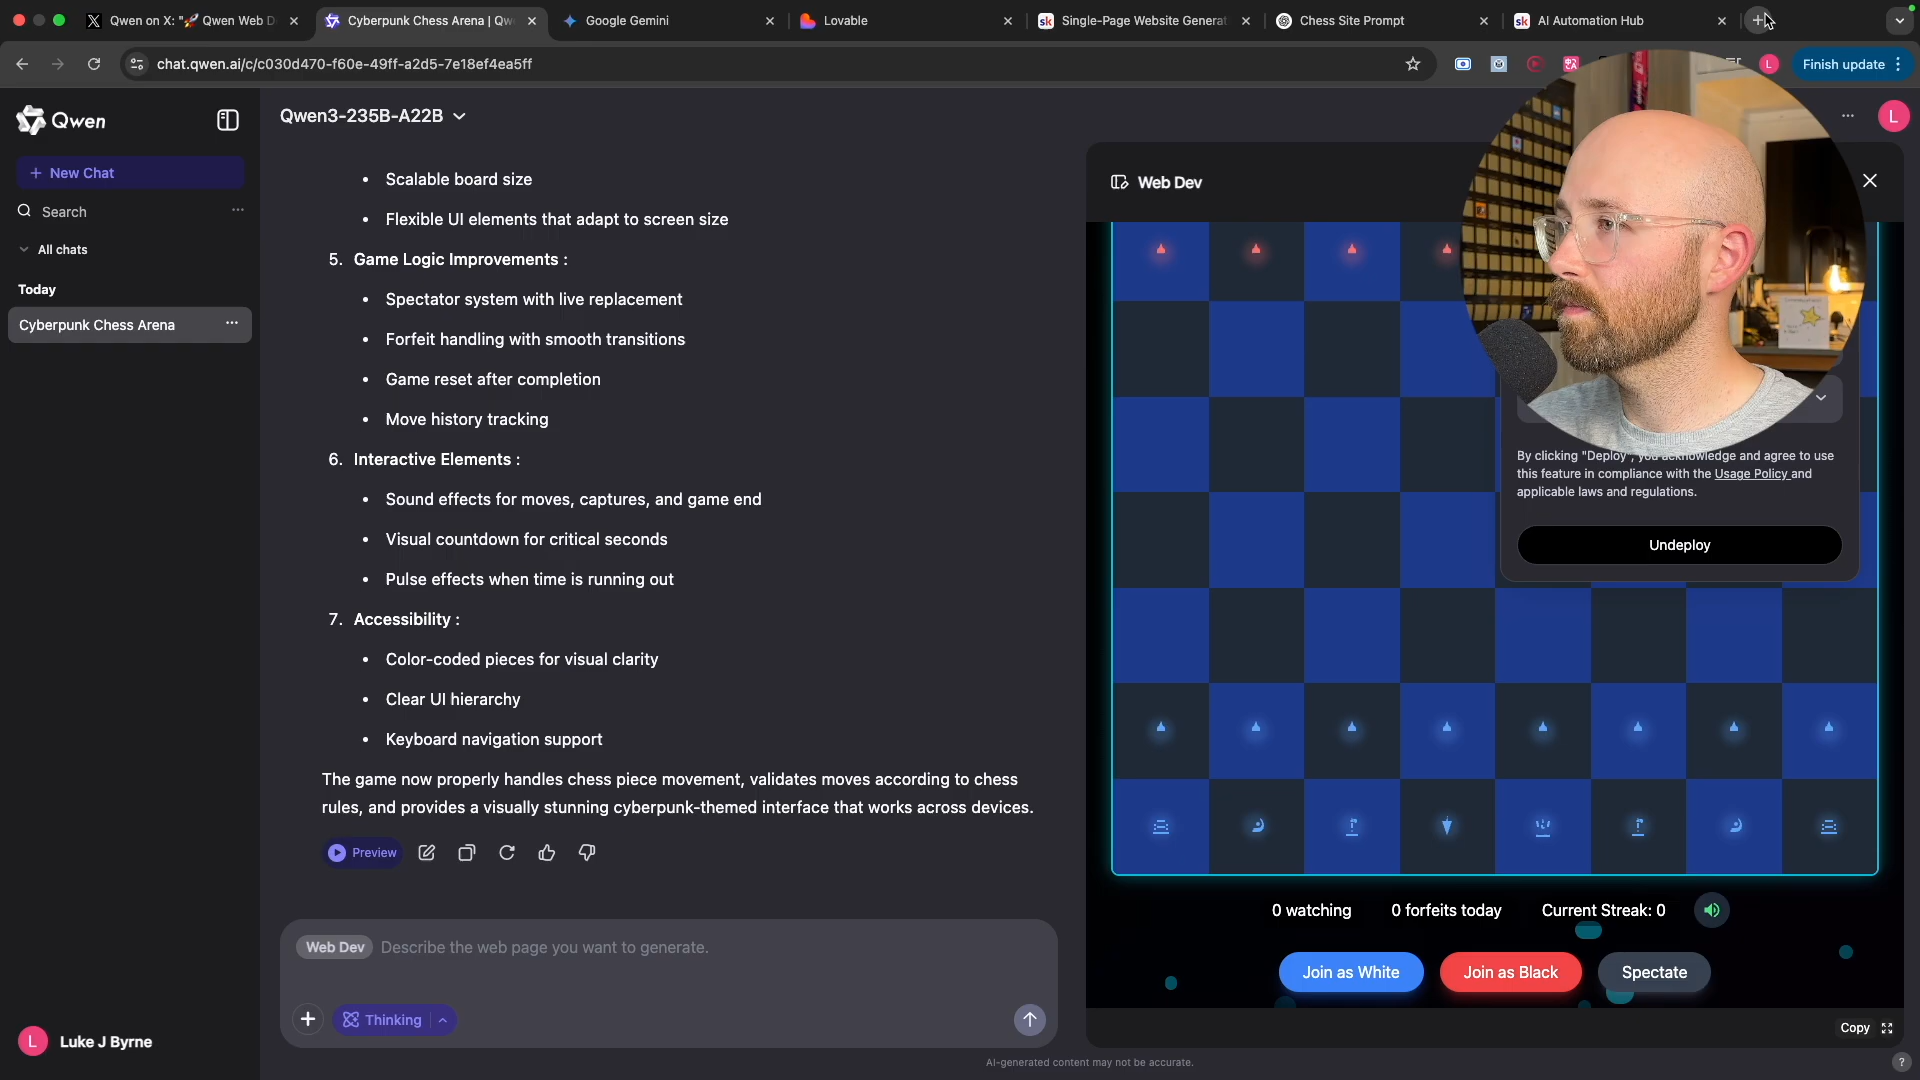 Qwen on X: "🚀 Qwen Web D
Cyberpunk Chess Arena | Qw
Google Gemini
Lovable
sk Single-Page Website Generat
Chess Site Prompt
sk AI Automation Hub
chat.qwen.ai/c/c030d470-f60e-49ff-a2d5-7e18ef4ea5ff
L
Finish update
Qwen
Qwen3-235B-A22B
L
+ New Chat
Search
All chats
Today
Cyberpunk Chess Arena
Luke J Byrne
L
• Scalable board size
• Flexible UI elements that adapt to screen size
5. Game Logic Improvements :
• Spectator system with live replacement
• Forfeit handling with smooth transitions
• Game reset after completion
• Move history tracking
6. Interactive Elements :
• Sound effects for moves, captures, and game end
• Visual countdown for critical seconds
• Pulse effects when time is running out
7. Accessibility :
• Color-coded pieces for visual clarity
• Clear UI hierarchy
• Keyboard navigation support
The game now properly handles chess piece movement, validates moves according to chess
rules, and provides a visually stunning cyberpunk-themed interface that works across devices.
Preview
Web Dev Describe the web page you want to generate.
Thinking
AI-generated content may not be accurate.
Web Dev
By clicking "Deploy", you acknowledge and agree to use
this feature in compliance with the Usage Policy and
applicable laws and regulations.
Undeploy
0 watching 0 forfeits today Current Streak: 0
Join as White Join as Black Spectate
Copy
?